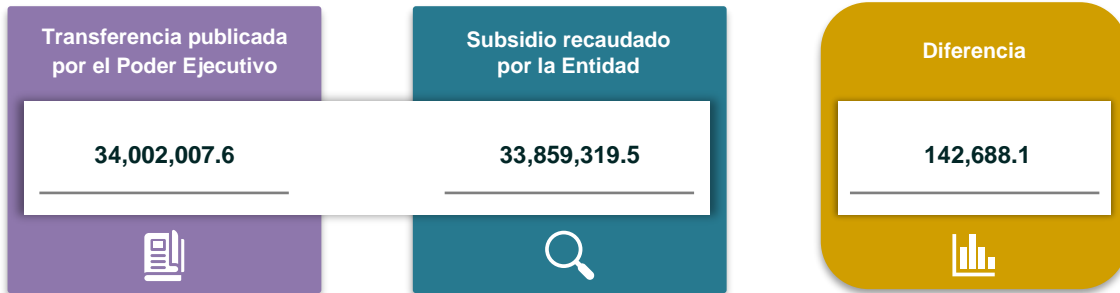 Transferencia publicada
por el Poder Ejecutivo
34,002,007.6
Subsidio recaudado
por la Entidad
33,859,319.5
Diferencia
142,688.1